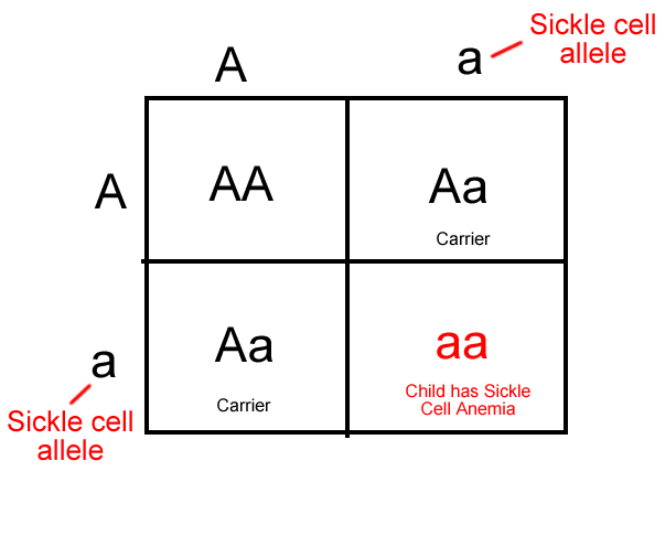 Sickle cell
allele
A a
A AA Aa
Carrier
a Aa aa
Carrier
Child has Sickle
Cell Anemia
Sickle cell
allele